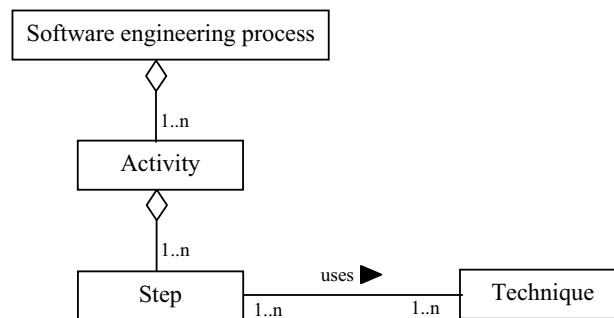 Software engineering process
1..n
Activity
1..n
Step
uses
1..n
1..n
Technique